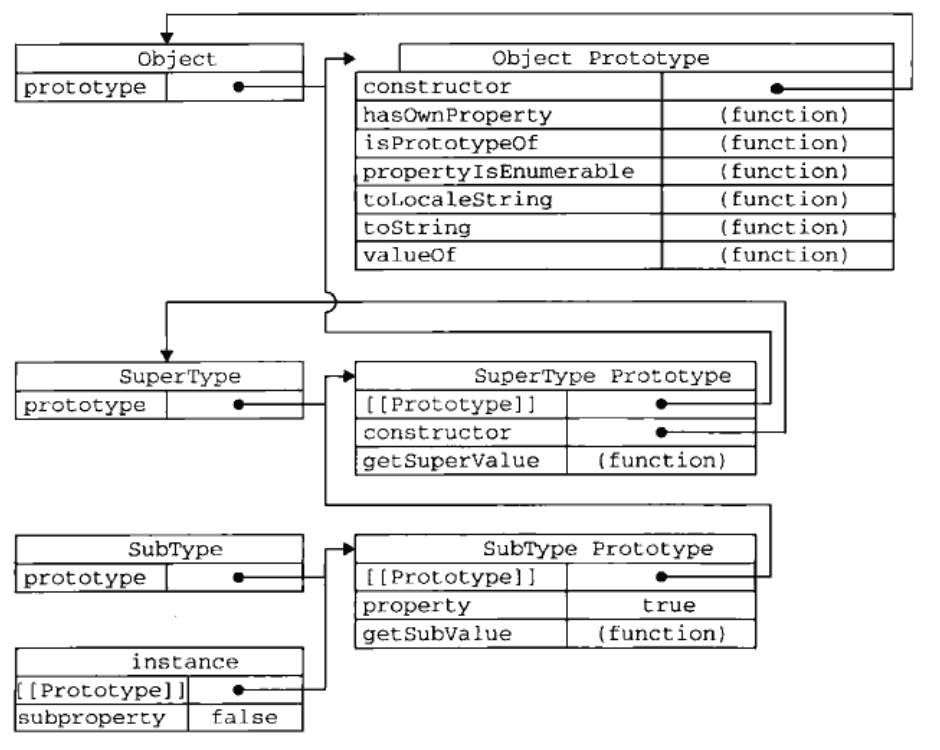 Object
prototype
Object Prototype
constructor
hasOwnProperty (function)
isPrototypeOf (function)
propertyIsEnumerable (function)
toLocaleString (function)
toString (function)
valueOf (function)
SuperType
prototype
SuperType Prototype
[[Prototype]]
constructor
getSuperValue (function)
SubType
prototype
SubType Prototype
[[Prototype]]
property true
getSubValue (function)
instance
[[Prototype]]
subproperty false